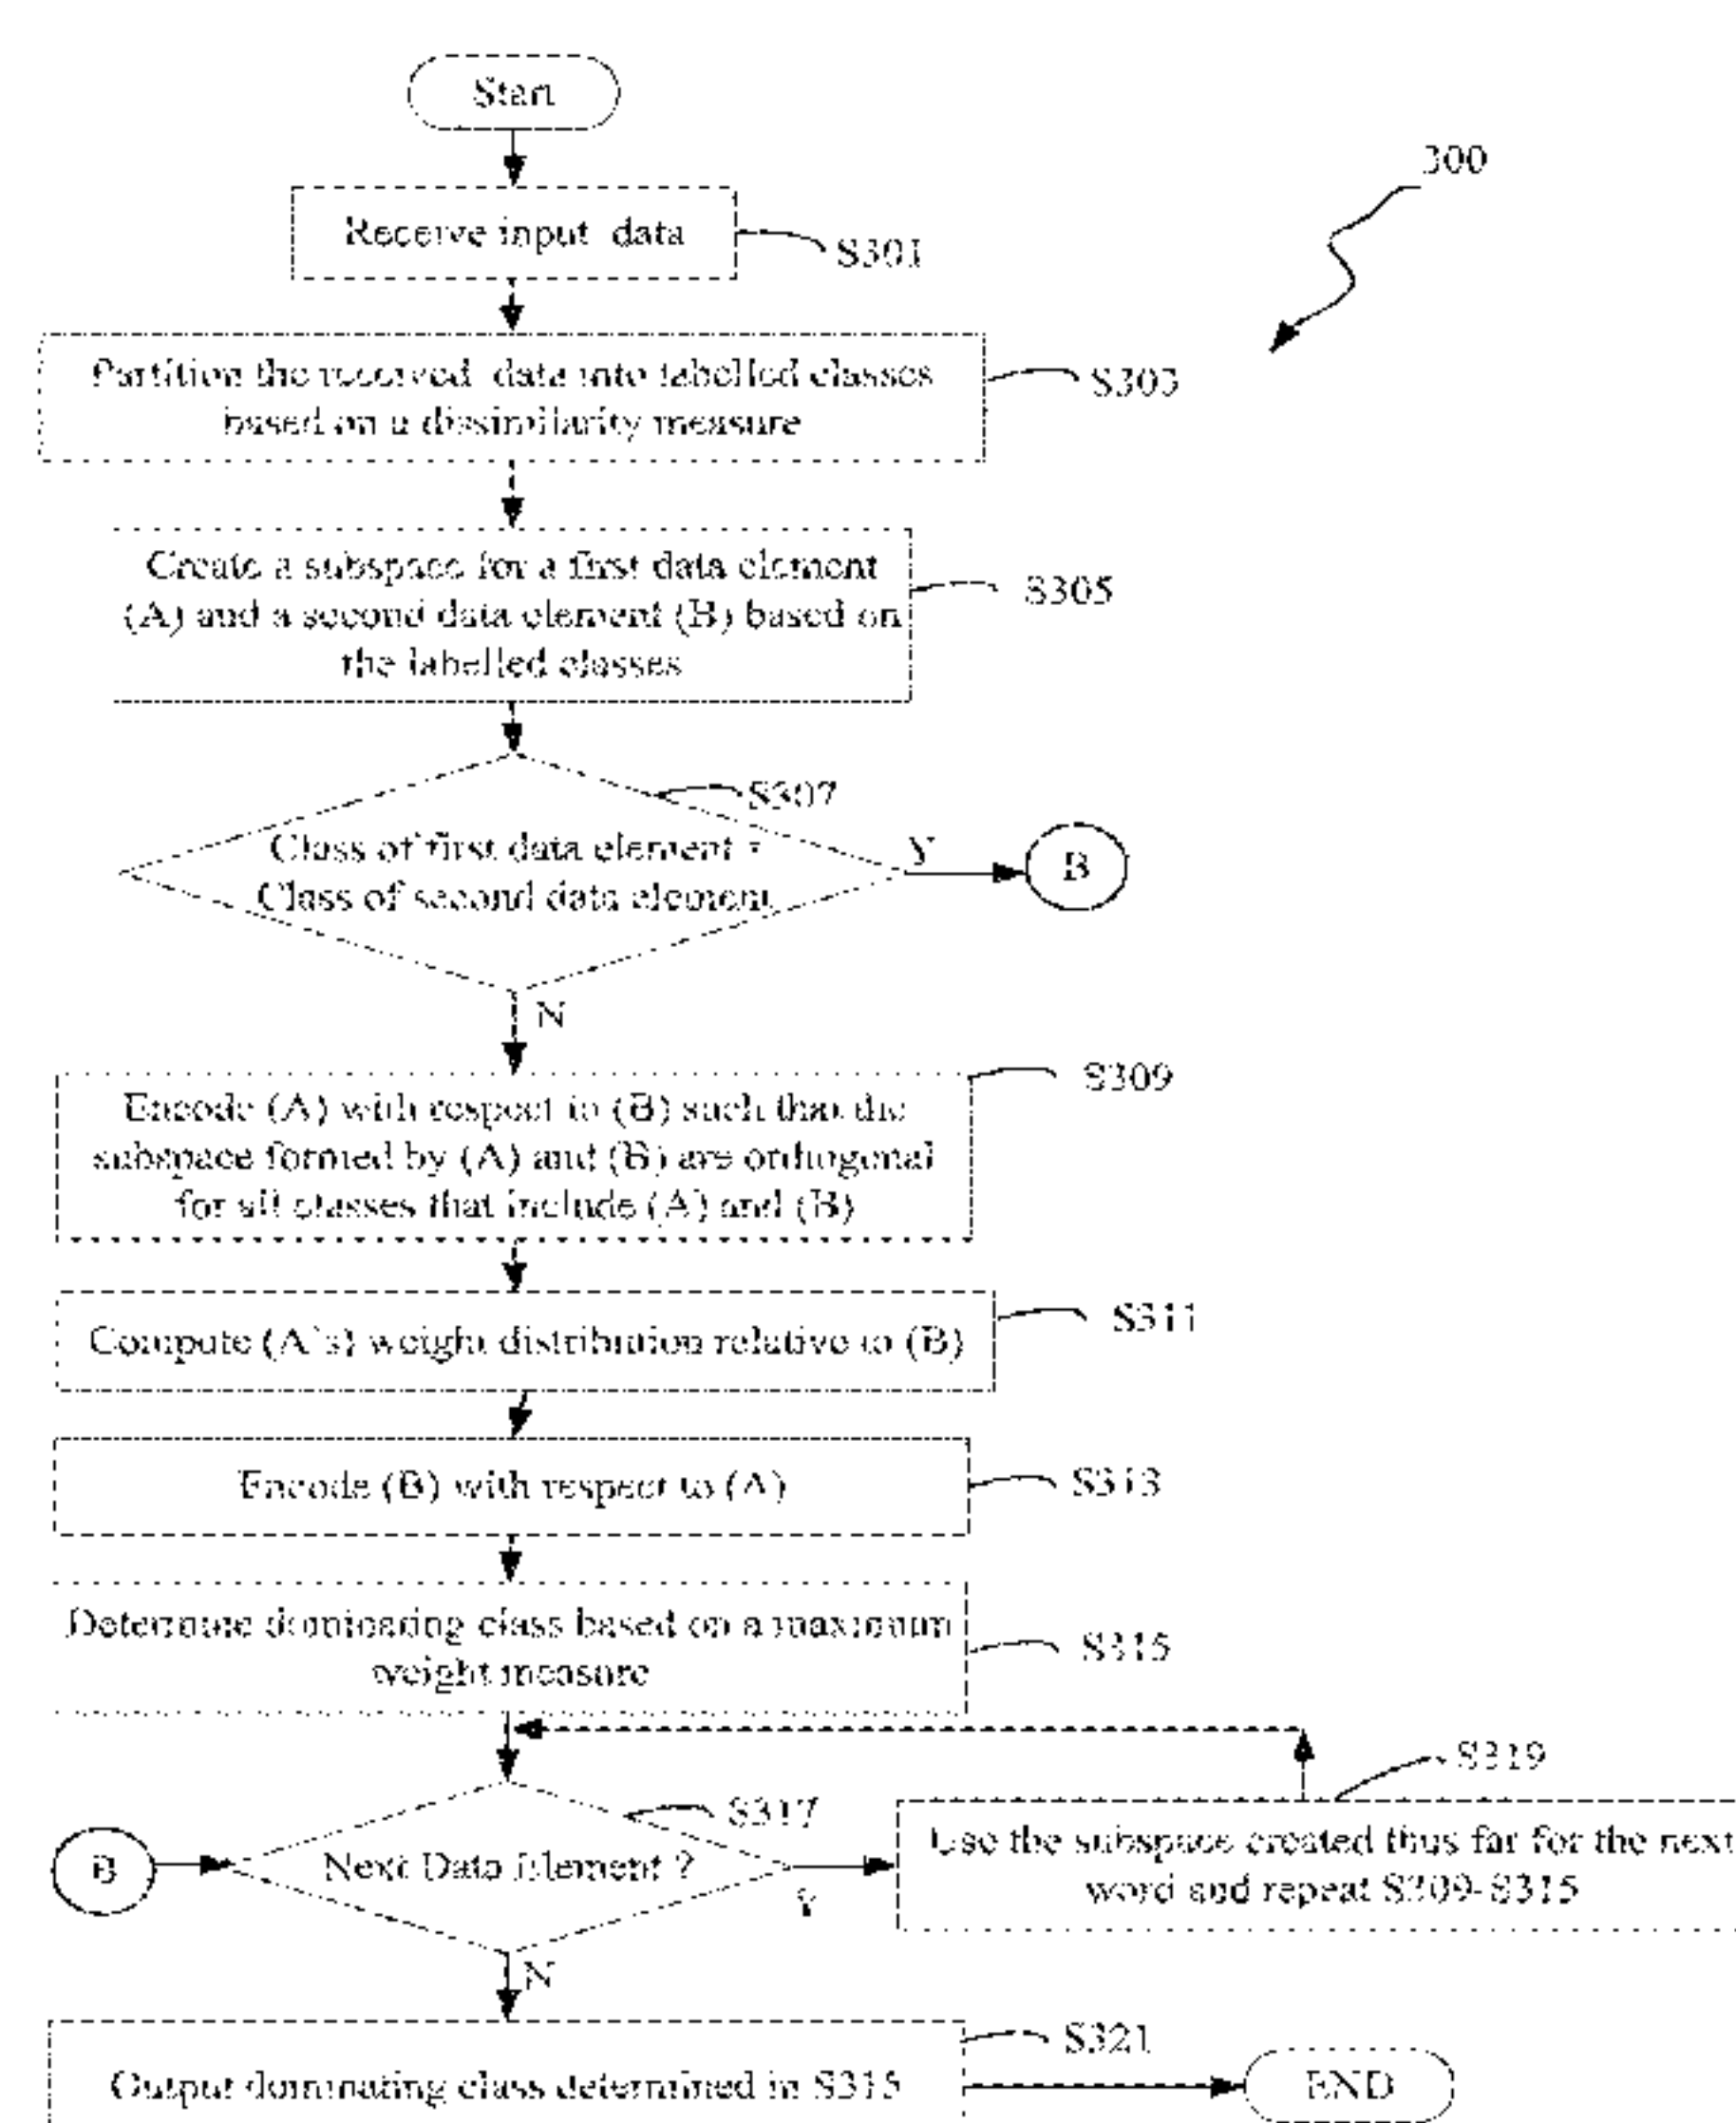 Start
300
Receive input data
S301
Partition the received data into labelled classes
based on a dissimilarity measure
S303
Create a subspace for a first data element
(A) and a second data element (B) based on
the labelled classes
S305
S307
Class of first data element =
Class of second data element
Y
B
N
S309
Encode (A) with respect to (B) such that the
subspace formed by (A) and (B) are orthogonal
for all classes that include (A) and (B)
S311
Compute (A's) weight distribution relative to (B)
Encode (B) with respect to (A)
S313
Determine dominating class based on a maximum
weight measure
S315
S319
S317
B
Next Data Element ?
Y
Use the subspace created thus far for the next
word and repeat S309-S315
N
S321
Output dominating class determined in S315
END